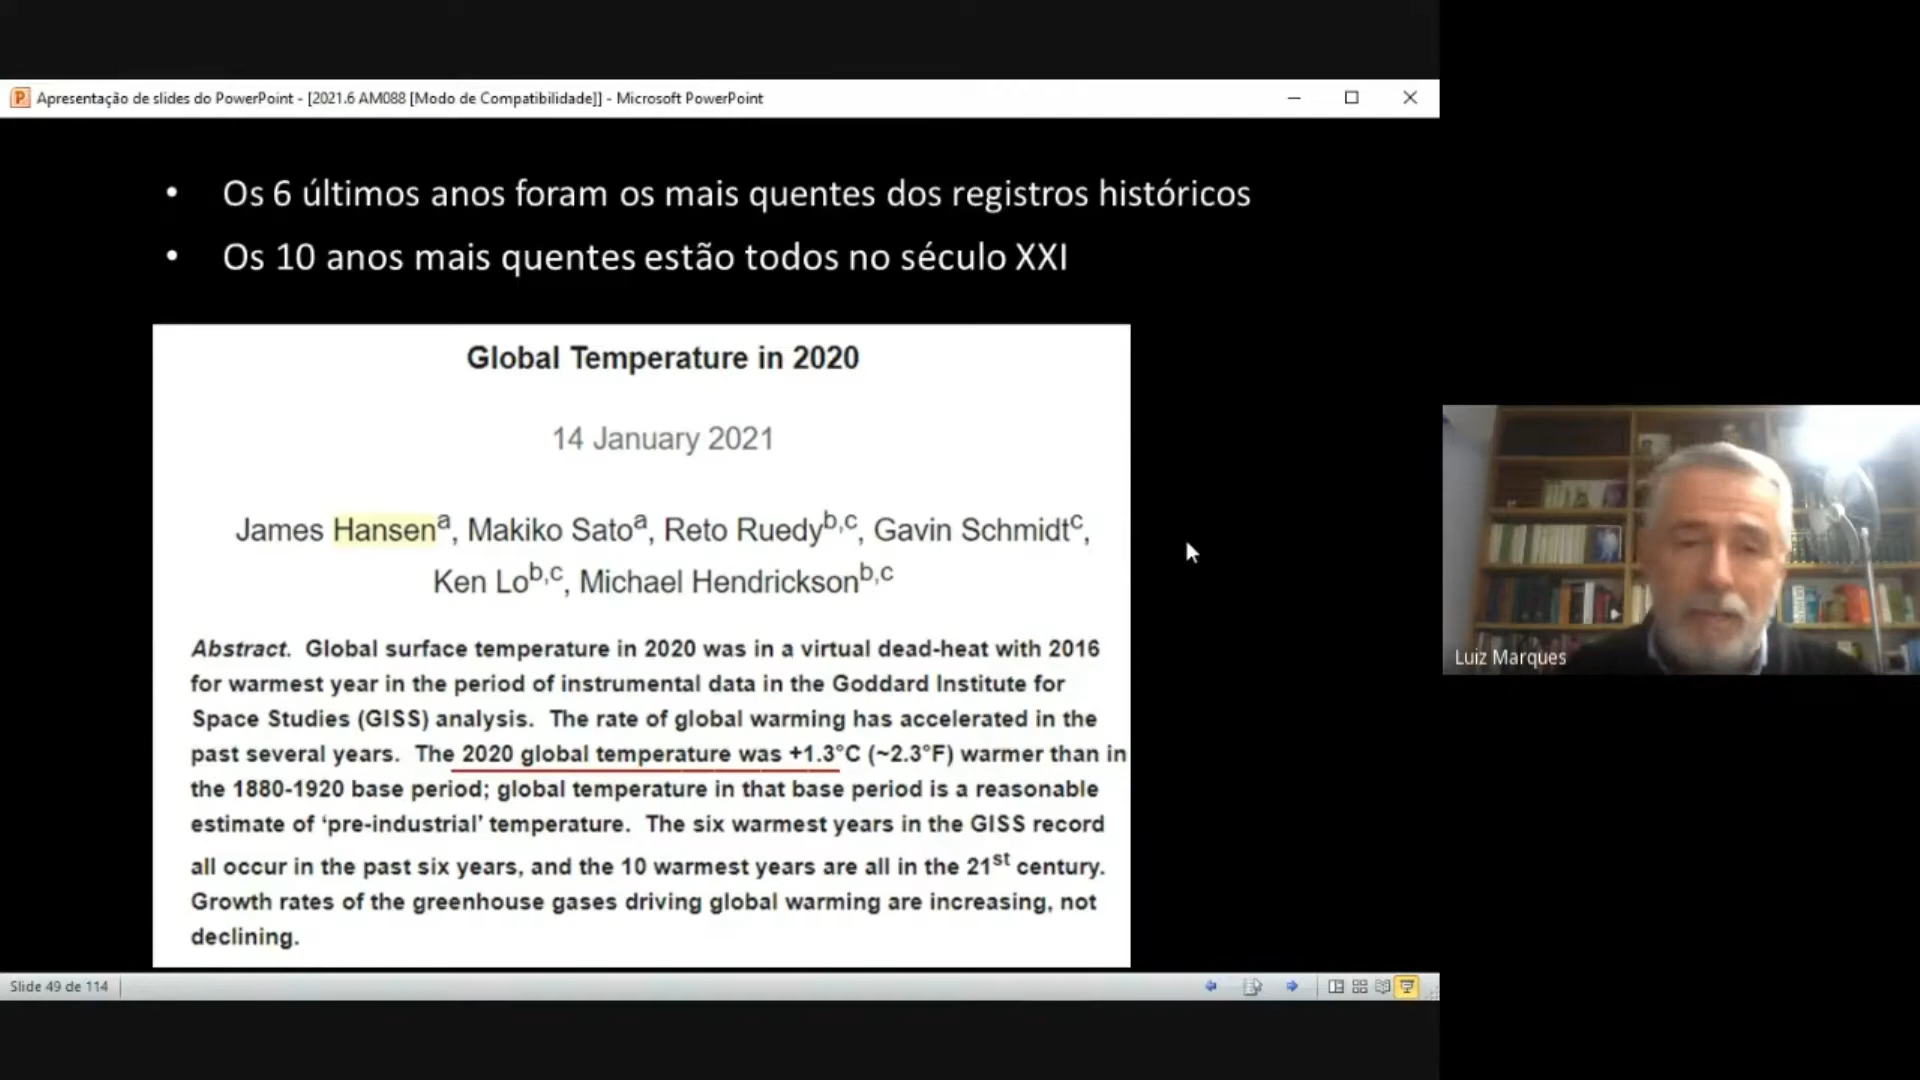 Apresentação de slides do PowerPoint - [2021.6 AM088 [Modo de Compatibilidade]] - Microsoft PowerPoint
• Os 6 últimos anos foram os mais quentes dos registros históricos
• Os 10 anos mais quentes estão todos no século XXI
Global Temperature in 2020
14 January 2021
James Hansenᵃ, Makiko Satoᵃ, Reto Ruedyᵇ,ᶜ, Gavin Schmidtᶜ,
Ken Loᵇ,ᶜ, Michael Hendricksonᵇ,ᶜ
Abstract. Global surface temperature in 2020 was in a virtual dead-heat with 2016
for warmest year in the period of instrumental data in the Goddard Institute for
Space Studies (GISS) analysis. The rate of global warming has accelerated in the
past several years. The 2020 global temperature was +1.3°C (~2.3°F) warmer than in
the 1880-1920 base period; global temperature in that base period is a reasonable
estimate of ‘pre-industrial’ temperature. The six warmest years in the GISS record
all occur in the past six years, and the 10 warmest years are all in the 21st century.
Growth rates of the greenhouse gases driving global warming are increasing, not
declining.
Luiz Marques
Slide 49 de 114